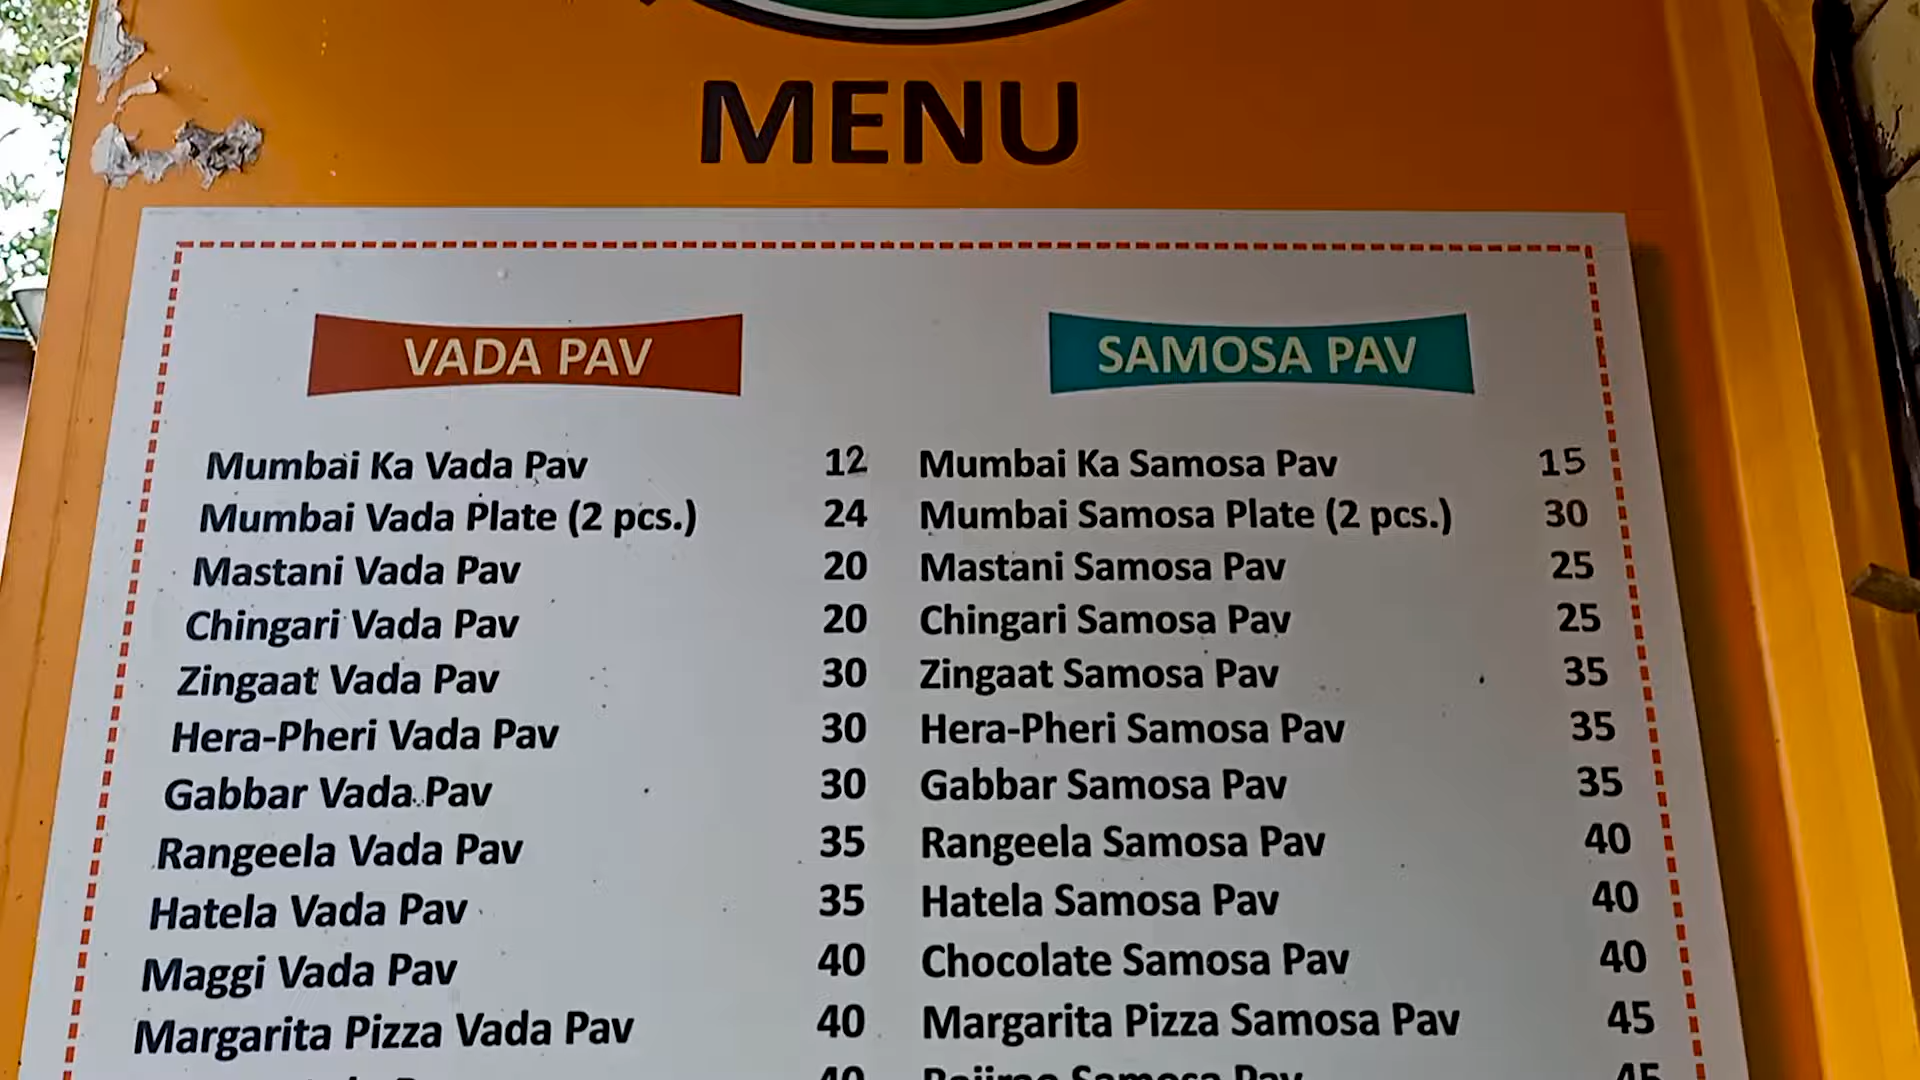 MENU
VADA PAV
Mumbai Ka Vada Pav 12
Mumbai Vada Plate (2 pcs.) 24
Mastani Vada Pav 20
Chingari Vada Pav 20
Zingaat Vada Pav 30
Hera-Pheri Vada Pav 30
Gabbar Vada Pav 30
Rangeela Vada Pav 35
Hatela Vada Pav 35
Maggi Vada Pav 40
Margarita Pizza Vada Pav 40
40
SAMOSA PAV
Mumbai Ka Samosa Pav 15
Mumbai Samosa Plate (2 pcs.) 30
Mastani Samosa Pav 25
Chingari Samosa Pav 25
Zingaat Samosa Pav 35
Hera-Pheri Samosa Pav 35
Gabbar Samosa Pav 35
Rangeela Samosa Pav 40
Hatela Samosa Pav 40
Chocolate Samosa Pav 40
Margarita Pizza Samosa Pav 45
Bajirao Samosa Pav 45